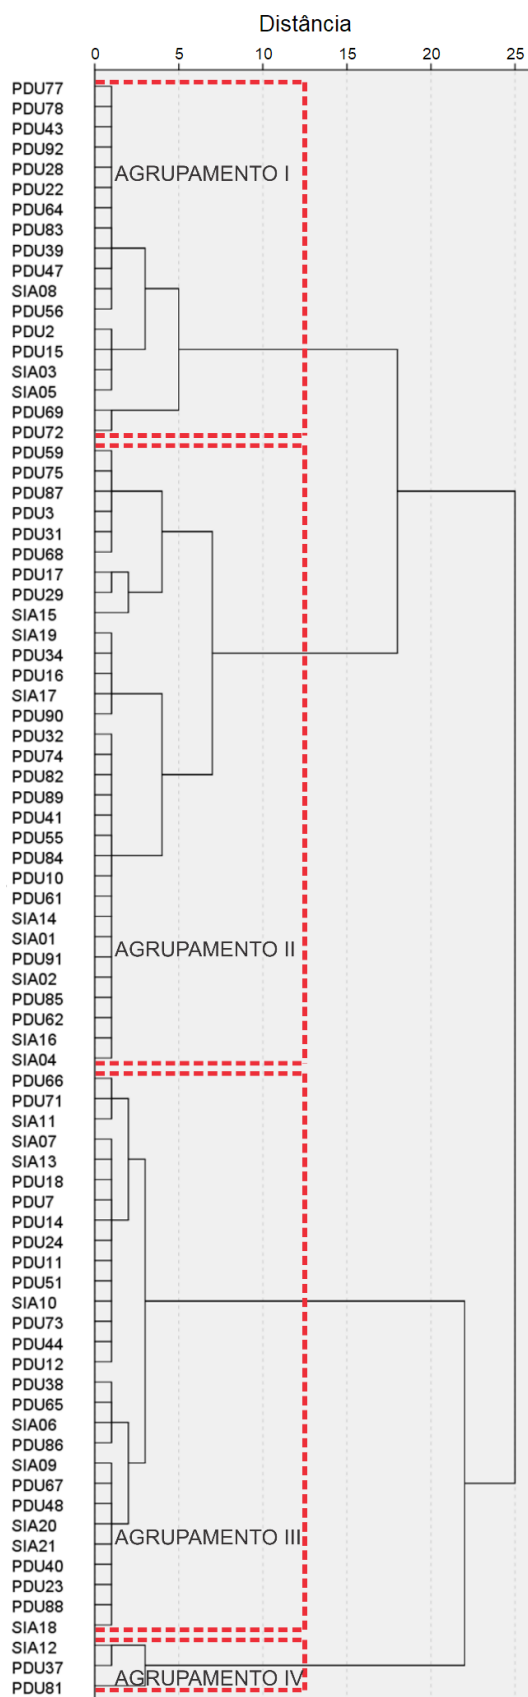 Distância
0 5 10 15 20 25
PDU77
PDU78
PDU43
PDU92
PDU28 AGRUPAMENTO I
PDU22
PDU64
PDU83
PDU39
PDU47
SIA08
PDU56
PDU2
PDU15
SIA03
SIA05
PDU69
PDU72
PDU59
PDU75
PDU87
PDU3
PDU31
PDU68
PDU17
PDU29
SIA15
SIA19
PDU34
PDU16
SIA17
PDU90
PDU32
PDU74
PDU82
PDU89
PDU41
PDU55
PDU84
PDU10
PDU61
SIA14
SIA01 AGRUPAMENTO II
PDU91
SIA02
PDU85
PDU62
SIA16
SIA04
PDU66
PDU71
SIA11
SIA07
SIA13
PDU18
PDU7
PDU14
PDU24
PDU11
PDU51
SIA10
PDU73
PDU44
PDU12
PDU38
PDU65
SIA06
PDU86
SIA09
PDU67
PDU48
SIA20
SIA21 AGRUPAMENTO III
PDU40
PDU23
PDU88
SIA18
SIA12
PDU37
PDU81 AGRUPAMENTO IV